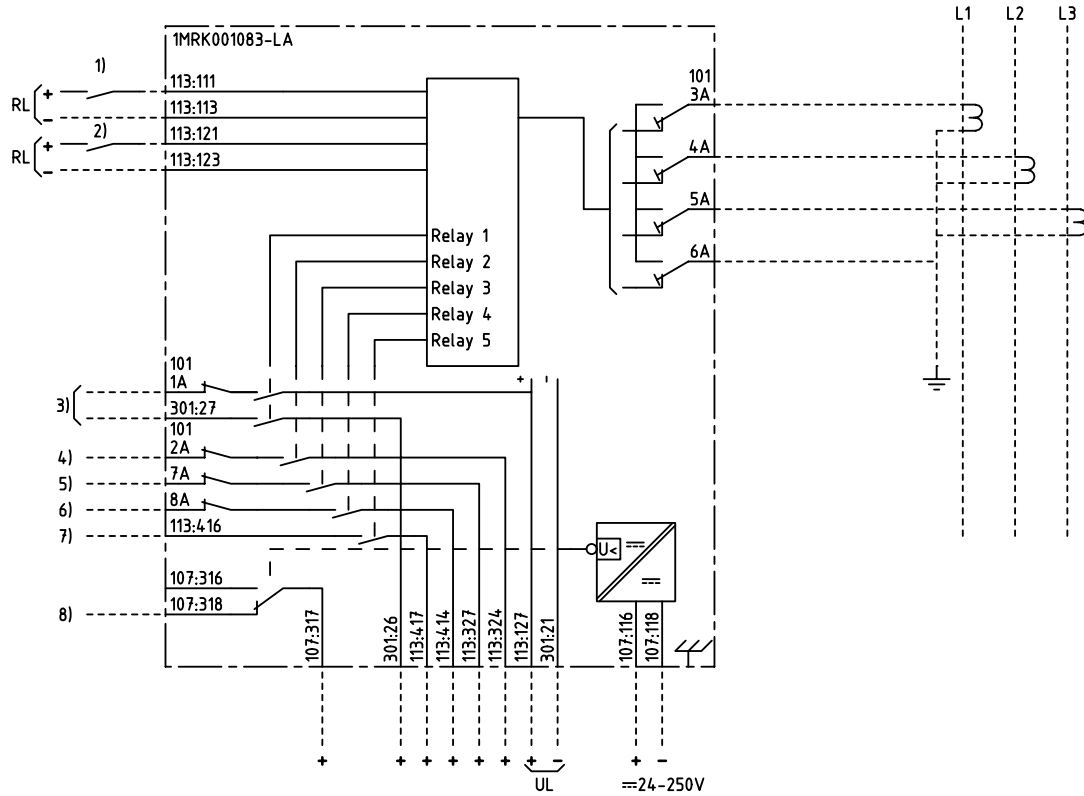 L1 L2 L3
1MRK001083-LA
1)
113:111
RL + -
113:113
2)
113:121
RL + -
113:123
101
3A
4A
5A
6A
Relay 1
Relay 2
Relay 3
Relay 4
Relay 5
101
1A
+ -
3)
301:27
101
4)
2A
5)
7A
6)
8A
7)
113:416
U<
107:316
107:318
8)
107:317
301:26
113:417
113:414
113:327
113:324
113:127
301:21
107:116
107:118
+ + + + + + + - + -
UL
24-250V